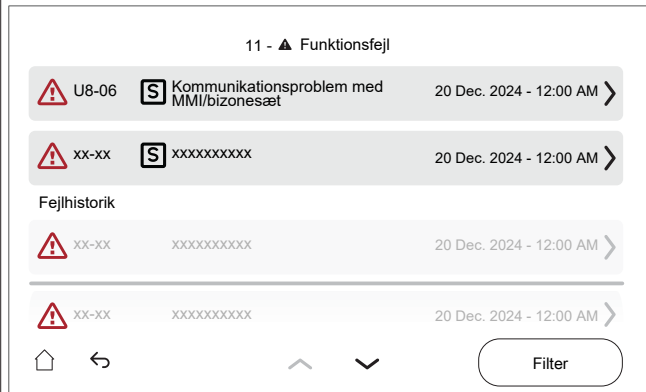 11 - Funktionsfejl
U8-06 S Kommunikationsproblem med 20 Dec. 2024 - 12:00 AM
MMI/bizonesæt
xx-xx S xxxxxxxxxx 20 Dec. 2024 - 12:00 AM
Fejlhistorik
xx-xx xxxxxxxxxx 20 Dec. 2024 - 12:00 AM
xx-xx xxxxxxxxxx 20 Dec. 2024 - 12:00 AM
Filter